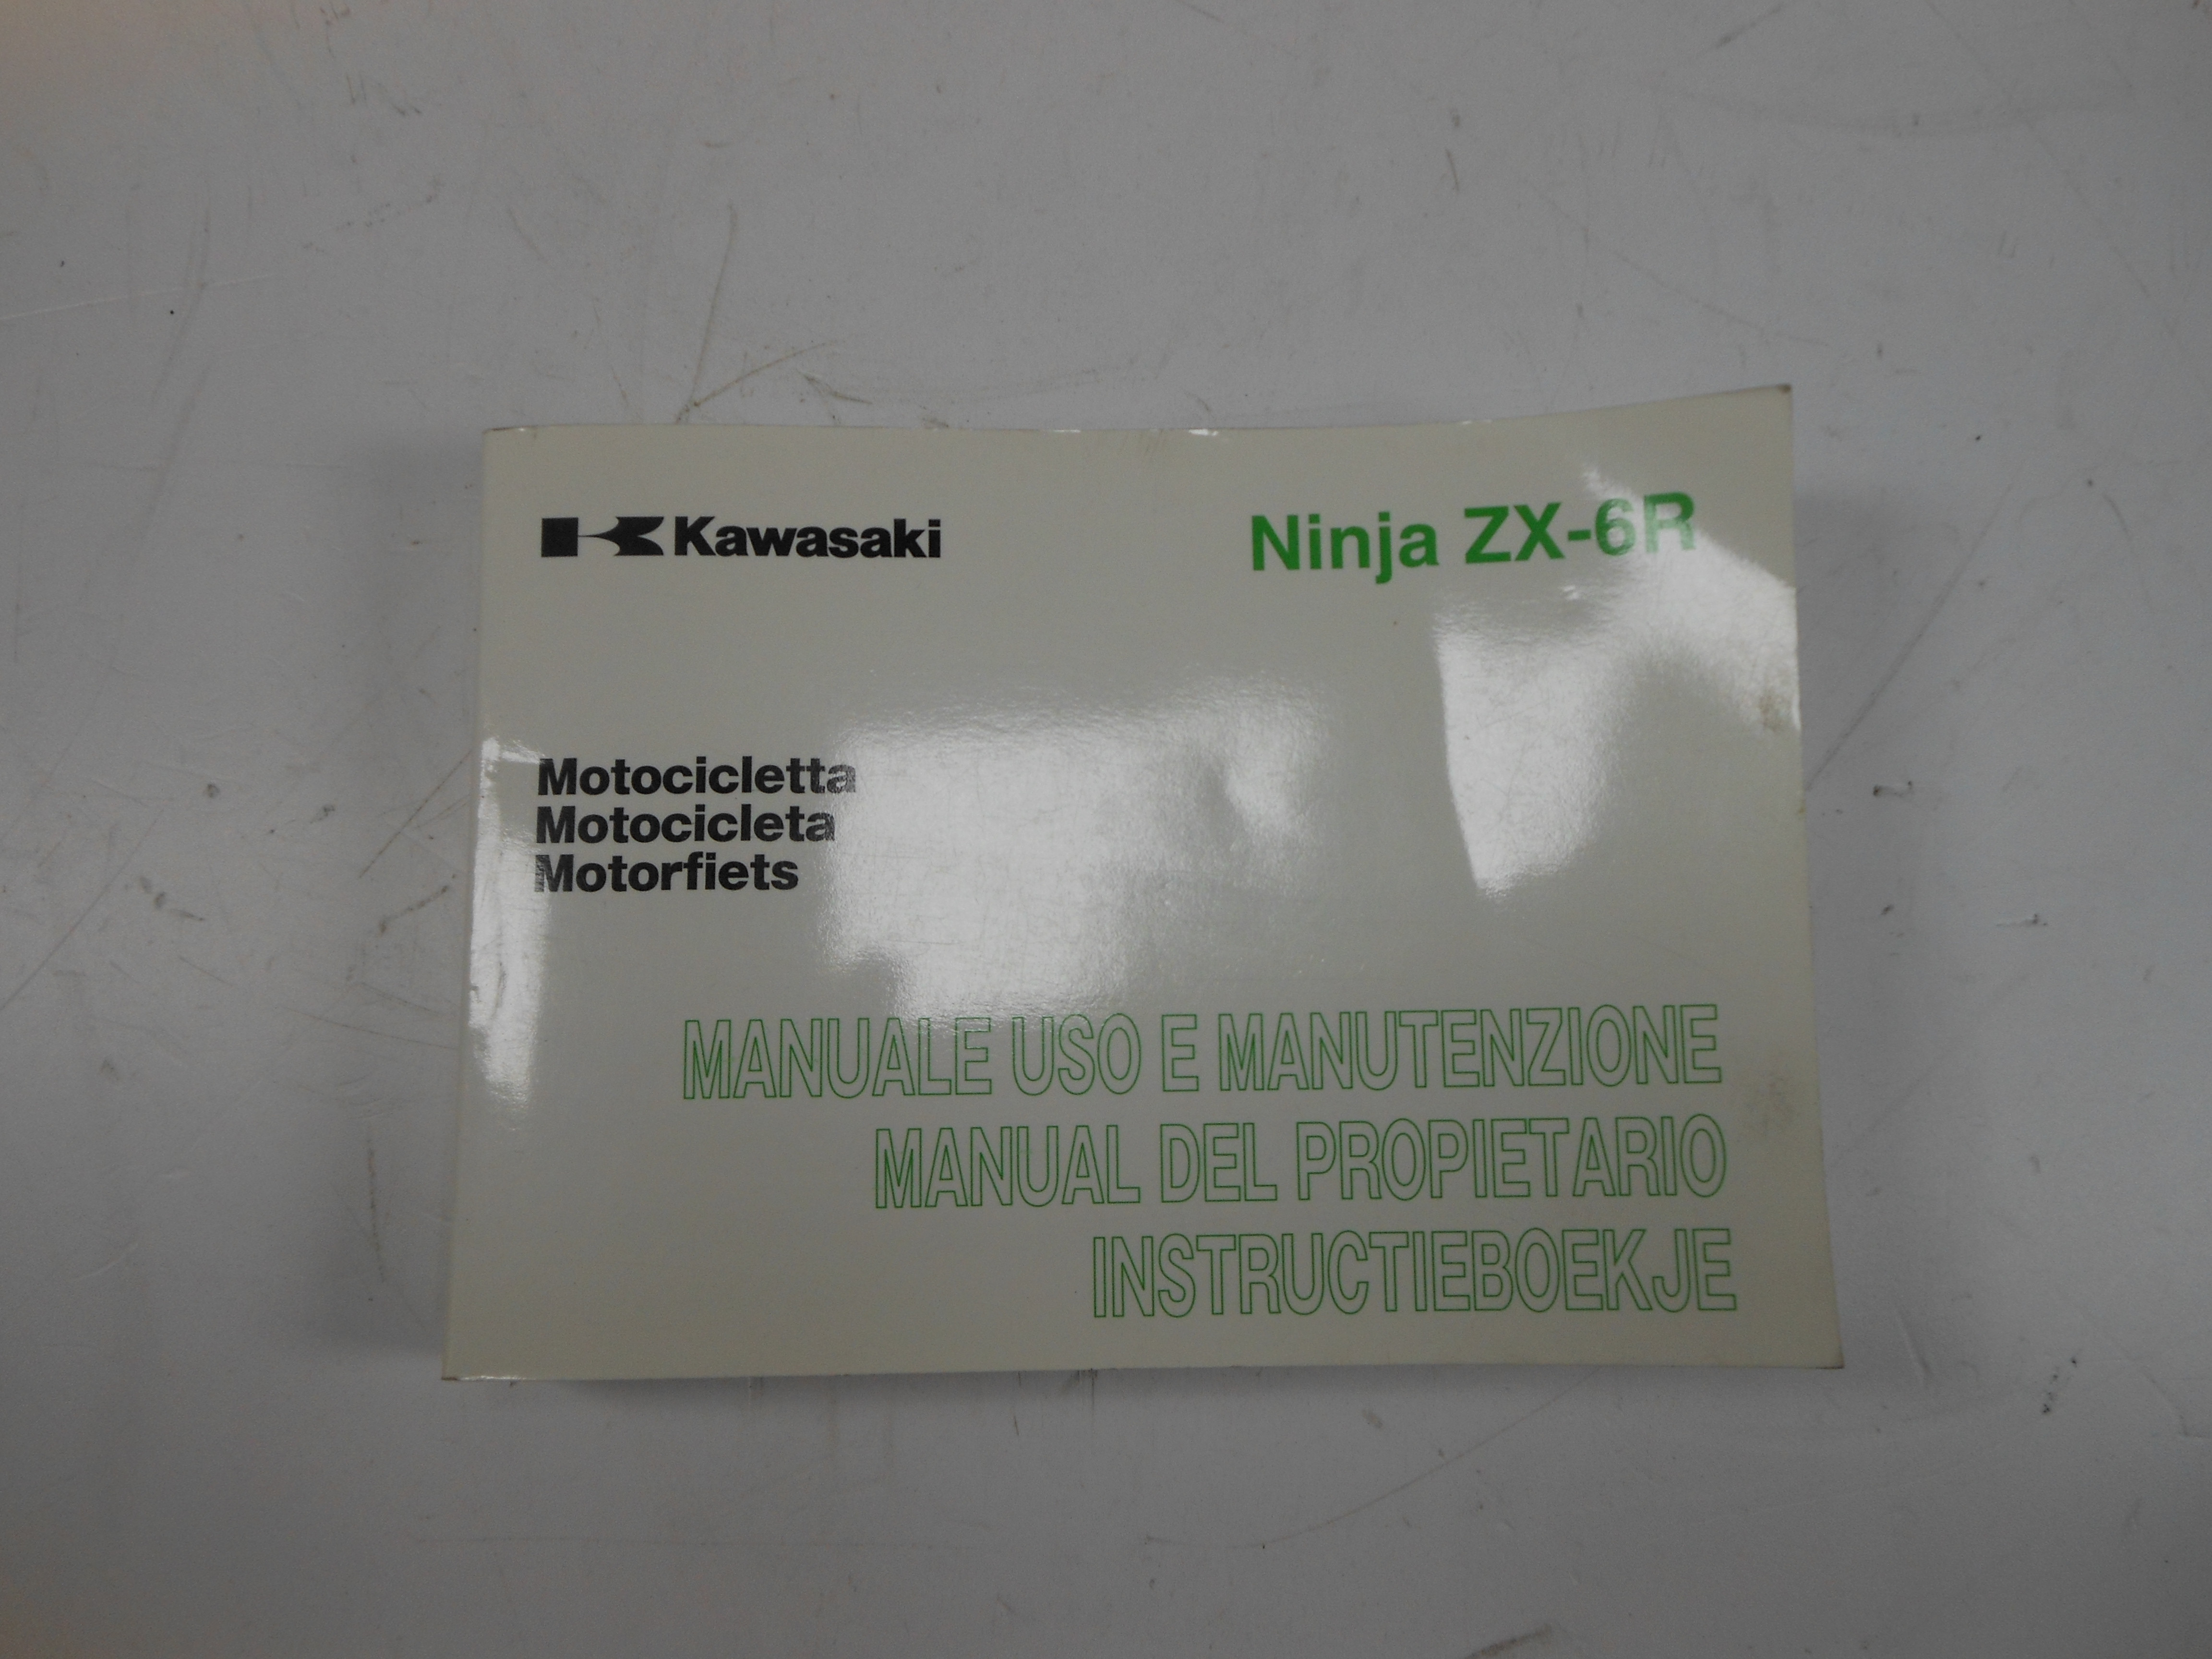 Kawasaki Ninja ZX-6R
Motocicletta
Motocicleta
Motorfiets
MANUALE USO E MANUTENZIONE
MANUAL DEL PROPIETARIO
INSTRUCTIEBOEKJE